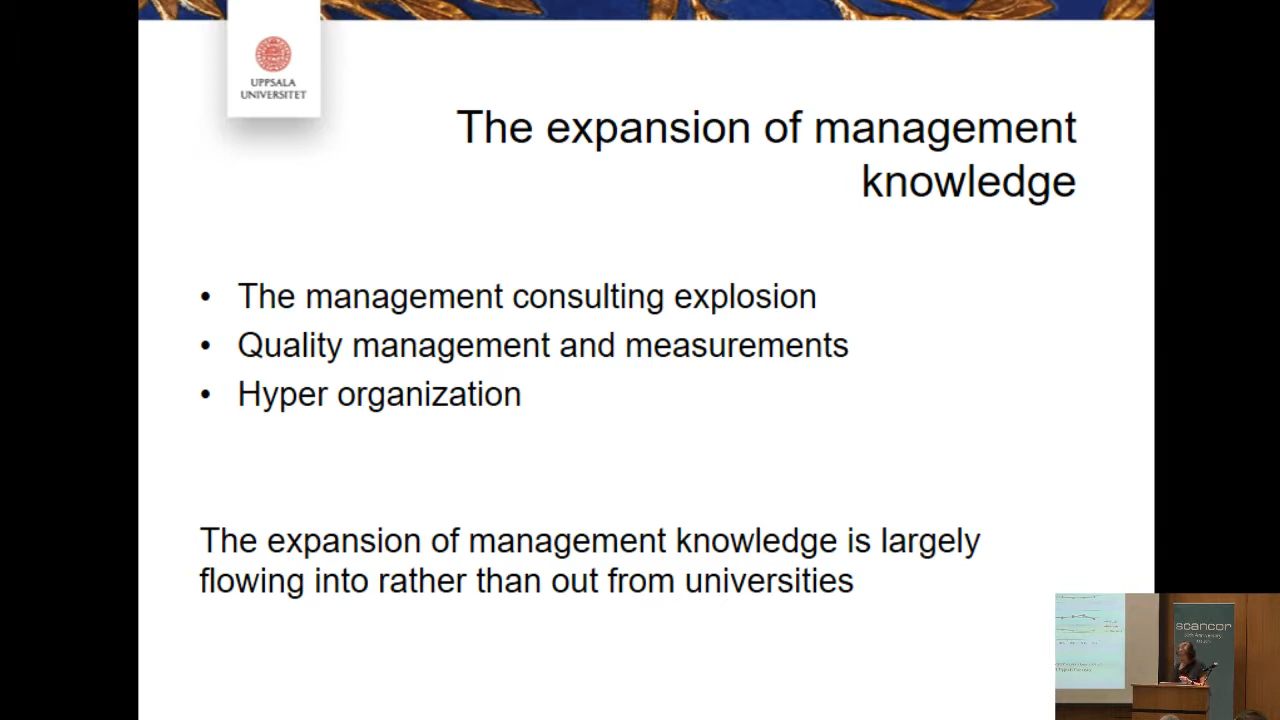 UPPSALA
UNIVERSITET
The expansion of management
knowledge
• The management consulting explosion
• Quality management and measurements
• Hyper organization
The expansion of management knowledge is largely
flowing into rather than out from universities
scancor